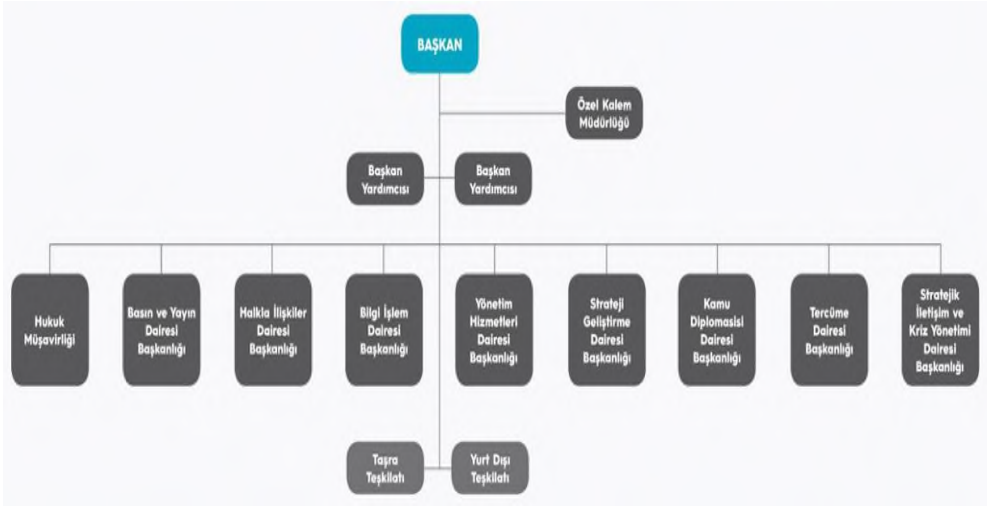 BAŞKAN
Özel Kalem
Müdürlüğü
Başkan
Yardımcısı
Başkan
Yardımcısı
Hukuk
Müşavirliği
Basın ve Yayın
Dairesi
Başkanlığı
Halkla İlişkiler
Dairesi
Başkanlığı
Bilgi İşlem
Dairesi
Başkanlığı
Yönetim
Hizmetleri
Dairesi
Başkanlığı
Strateji
Geliştirme
Dairesi
Başkanlığı
Kamu
Diplomasisi
Dairesi
Başkanlığı
Tercüme
Dairesi
Başkanlığı
Stratejik
İletişim ve
Kriz Yönetimi
Dairesi
Başkanlığı
Taşra
Teşkilatı
Yurt Dışı
Teşkilatı